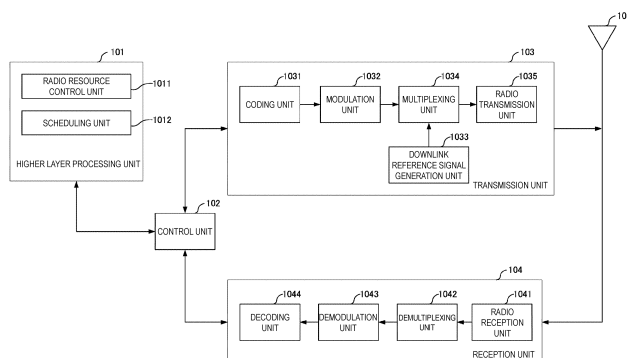 101
RADIO RESOURCE
CONTROL UNIT
1011
SCHEDULING UNIT
1012
HIGHER LAYER PROCESSING UNIT
102
CONTROL UNIT
103
1031
CODING UNIT
1032
MODULATION
UNIT
1034
MULTIPLEXING
UNIT
1035
RADIO
TRANSMISSION
UNIT
1033
DOWNLINK
REFERENCE SIGNAL
GENERATION UNIT
TRANSMISSION UNIT
10
104
1044
DECODING
UNIT
1043
DEMODULATION
UNIT
1042
DEMULTIPLEXING
UNIT
1041
RADIO
RECEPTION
UNIT
RECEPTION UNIT